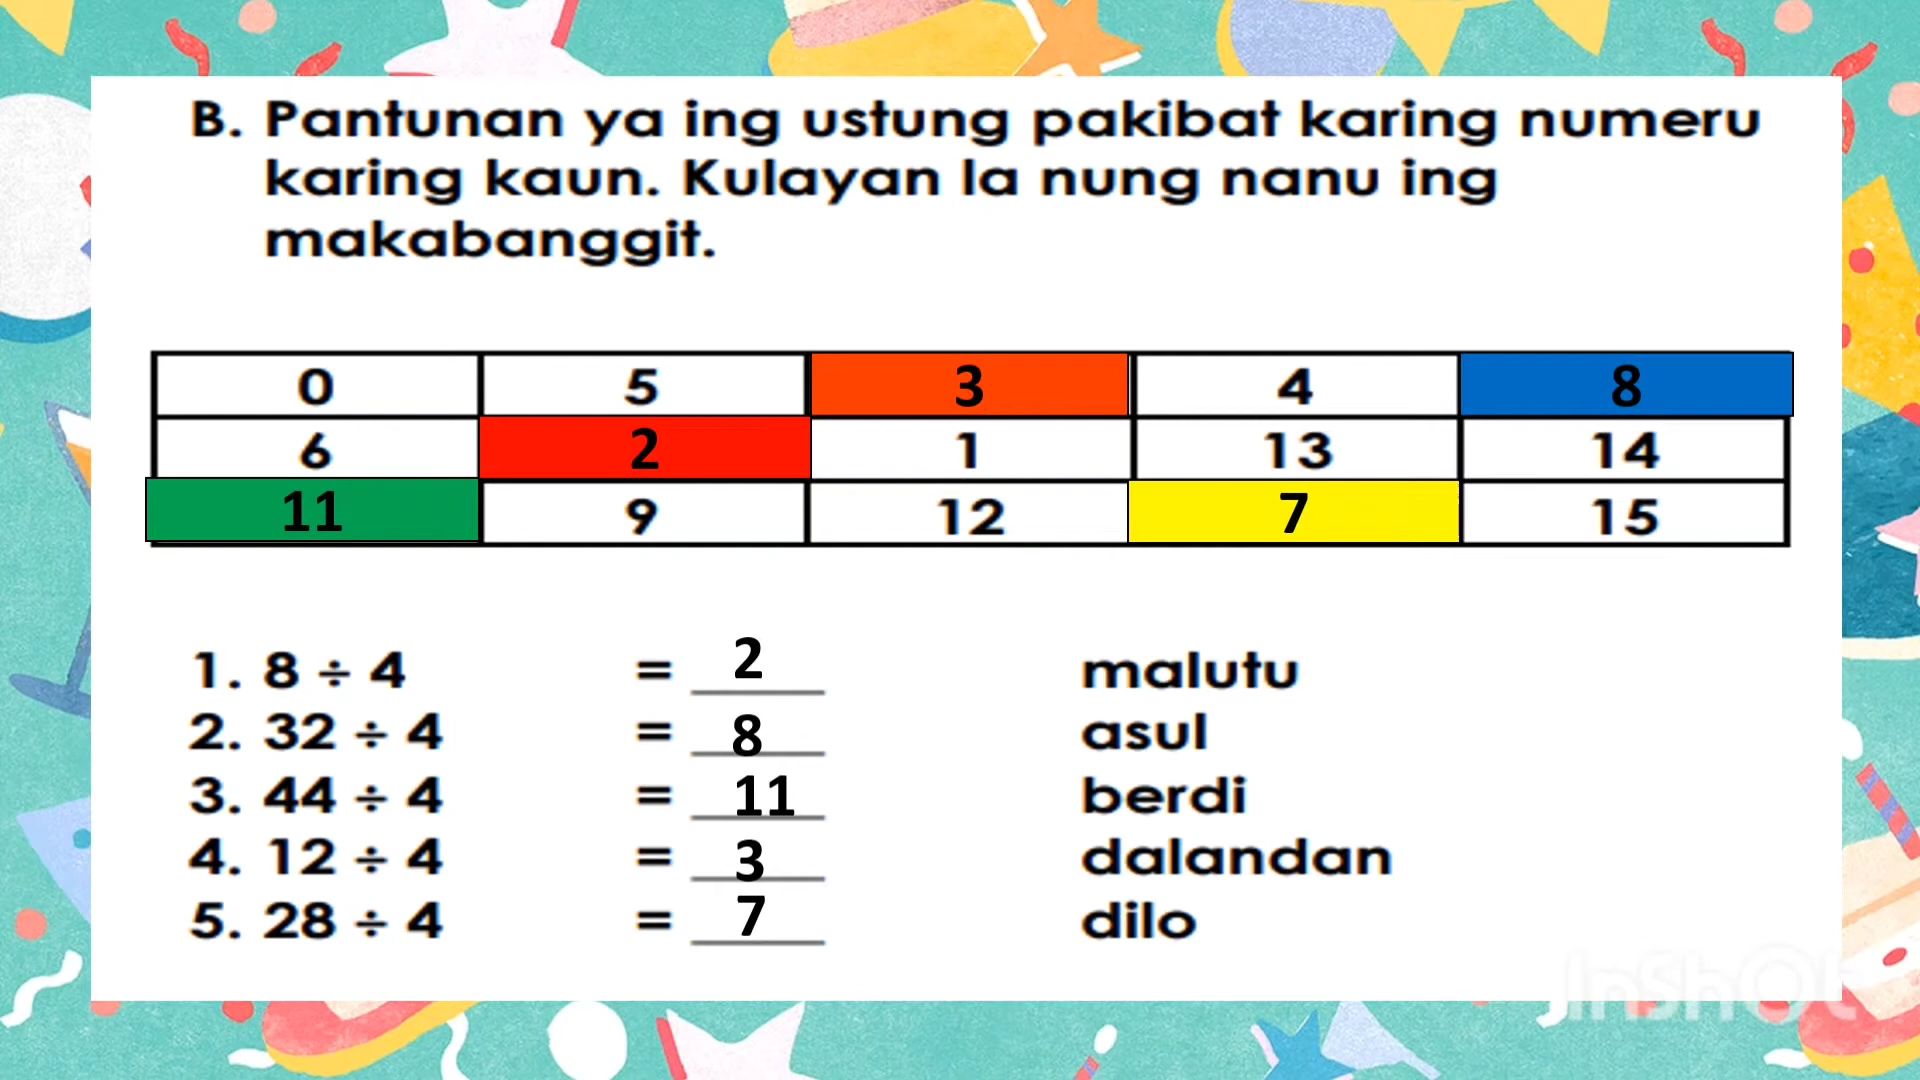 B. Pantunan ya ing ustung pakibat karing numeru
karing kaun. Kulayan la nung nanu ing
makabanggit.
0 5 3 4 8
6 2 1 13 14
11 9 12 7 15
1. 8 ÷ 4 = 2 malutu
2. 32 ÷ 4 = 8 asul
3. 44 ÷ 4 = 11 berdi
4. 12 ÷ 4 = 3 dalandan
5. 28 ÷ 4 = 7 dilo
InShOt